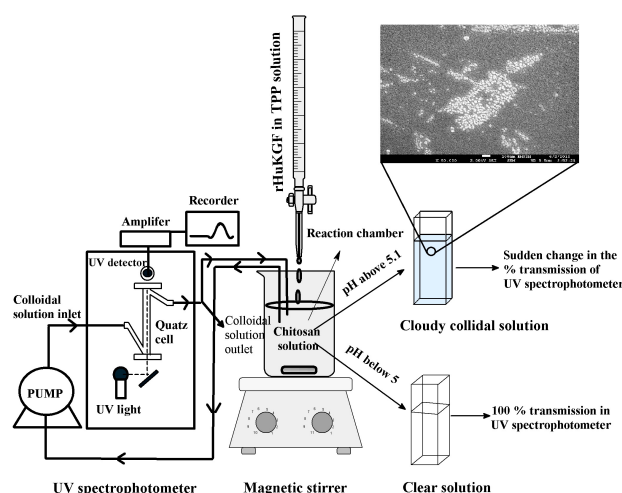 rHuKGF in TPP solution
Recorder
Amplifer
UV detector
Reaction chamber
pH above 5.1
Sudden change in the
% transmission of
UV spectrophotometer
Colloidal
solution inlet
Quatz
cell
Colloidal
solution
outlet
Chitosan
solution
Cloudy collidal solution
pH below 5
PUMP
UV light
100 % transmission in
UV spectrophotometer
UV spectrophotometer
Magnetic stirrer
Clear solution